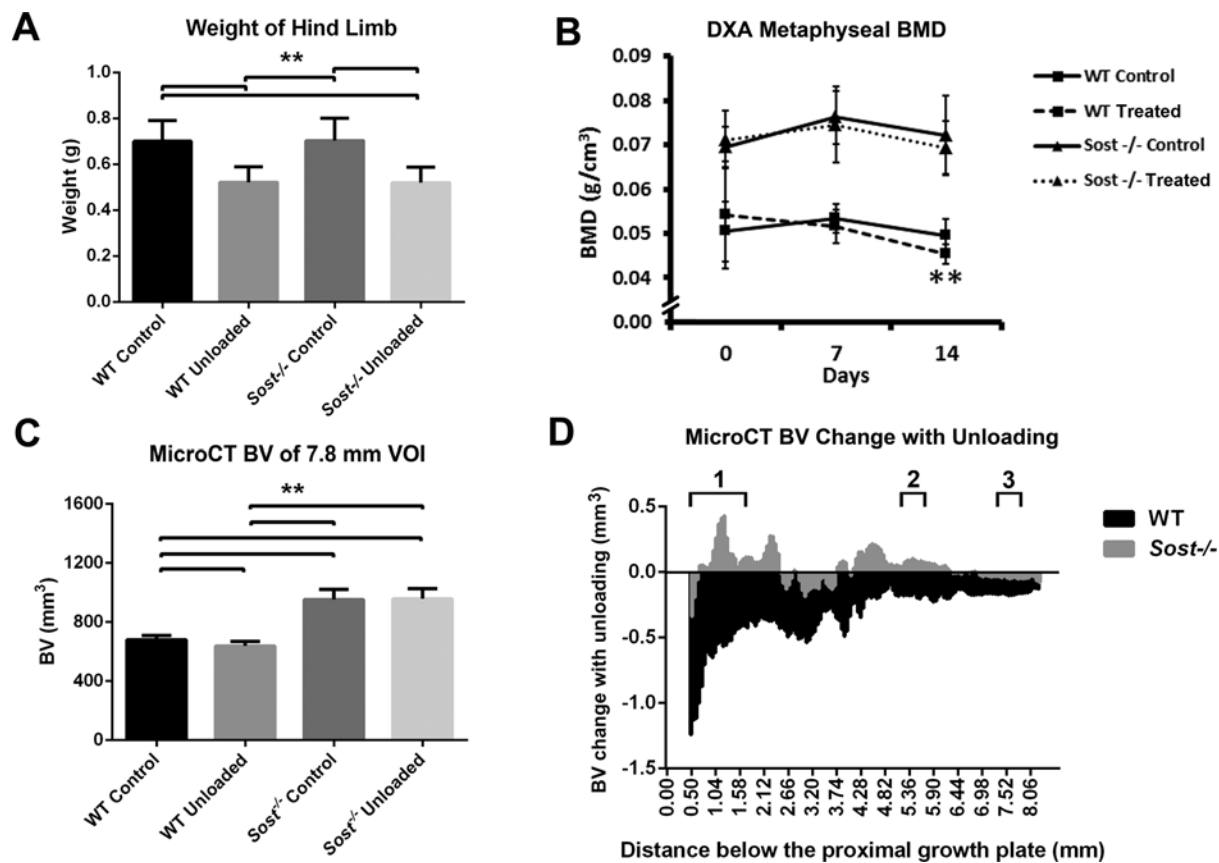 A
Weight of Hind Limb
**
Weight (g)
1.0
0.8
0.6
0.4
0.2
0.0
WT Control
WT Unloaded
Sost-/- Control
Sost-/- Unloaded
B
DXA Metaphyseal BMD
BMD (g/cm³)
0.08
0.07
0.06
0.05
0.04
0.00
**
0 7 14
Days
WT Control
WT Treated
Sost -/- Control
Sost -/- Treated
C
MicroCT BV of 7.8 mm VOI
**
BV (mm³)
1600
1200
800
400
0
WT Control
WT Unloaded
Sost⁻/⁻ Control
Sost⁻/⁻ Unloaded
D
MicroCT BV Change with Unloading
1 2 3
BV change with unloading (mm³)
0.5
0.0
-0.5
-1.0
-1.5
0.00 0.50 1.04 1.58 2.12 2.66 3.20 3.74 4.28 4.82 5.36 5.90 6.44 6.98 7.52 8.06
Distance below the proximal growth plate (mm)
WT
Sost-/-